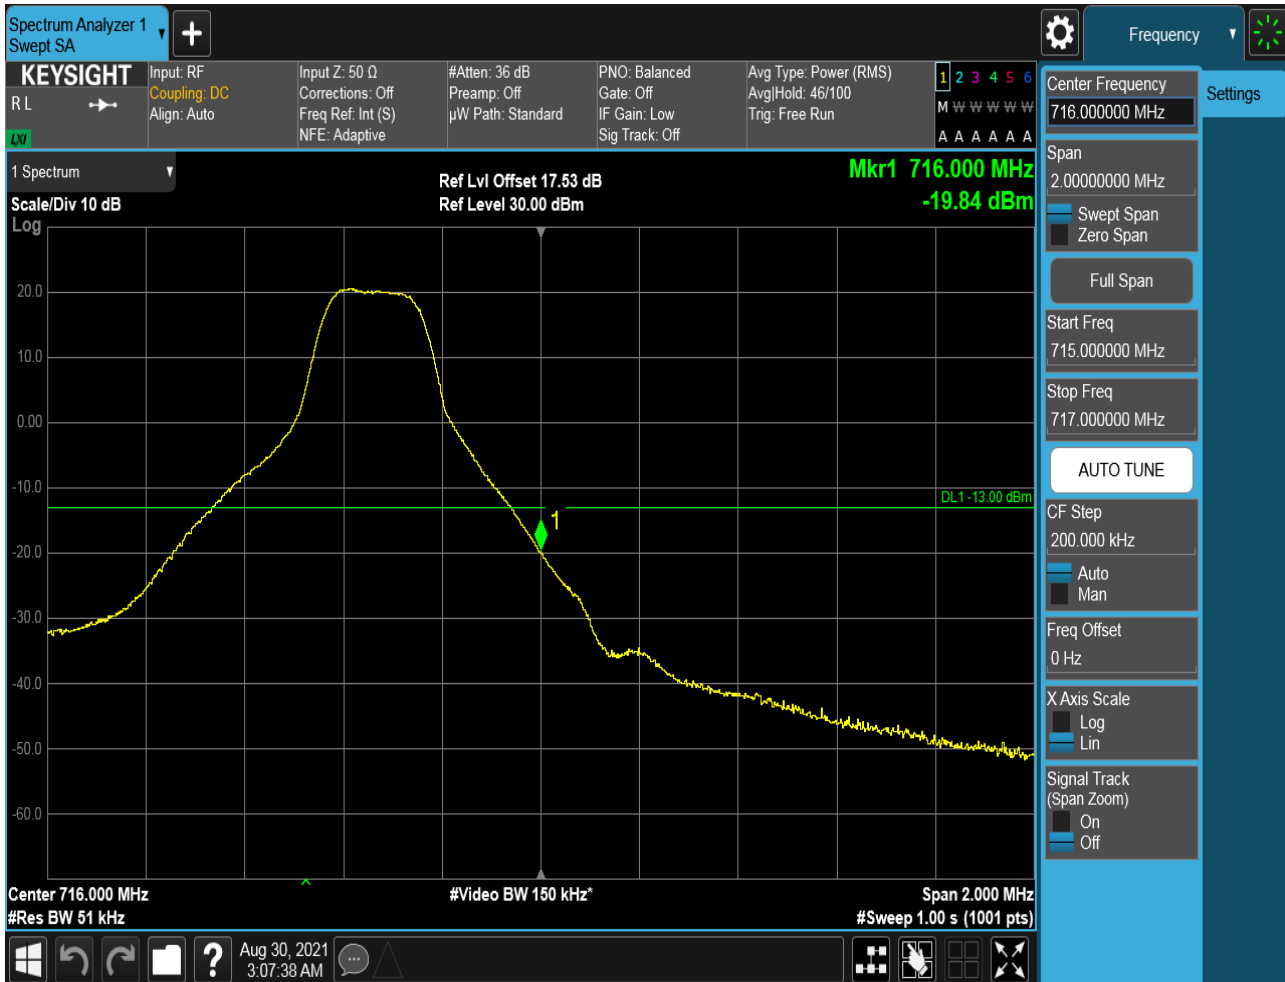 Spectrum Analyzer 1
Swept SA
Frequency
KEYSIGHT
R L
LXI
Input: RF
Coupling: DC
Align: Auto
Input Z: 50 Ω
Corrections: Off
Freq Ref: Int (S)
NFE: Adaptive
#Atten: 36 dB
Preamp: Off
µW Path: Standard
PNO: Balanced
Gate: Off
IF Gain: Low
Sig Track: Off
Avg Type: Power (RMS)
Avg|Hold: 46/100
Trig: Free Run
1 2 3 4 5 6
M W W W W W
A A A A A A
1 Spectrum
Scale/Div 10 dB
Log
Ref Lvl Offset 17.53 dB
Ref Level 30.00 dBm
Mkr1 716.000 MHz
-19.84 dBm
20.0
10.0
0.00
-10.0
-20.0
-30.0
-40.0
-50.0
-60.0
DL1 -13.00 dBm
1
Center 716.000 MHz
#Res BW 51 kHz
#Video BW 150 kHz*
Span 2.000 MHz
#Sweep 1.00 s (1001 pts)
Center Frequency
716.000000 MHz
Settings
Span
2.00000000 MHz
Swept Span
Zero Span
Full Span
Start Freq
715.000000 MHz
Stop Freq
717.000000 MHz
AUTO TUNE
CF Step
200.000 kHz
Auto
Man
Freq Offset
0 Hz
X Axis Scale
Log
Lin
Signal Track
(Span Zoom)
On
Off
?
Aug 30, 2021
3:07:38 AM